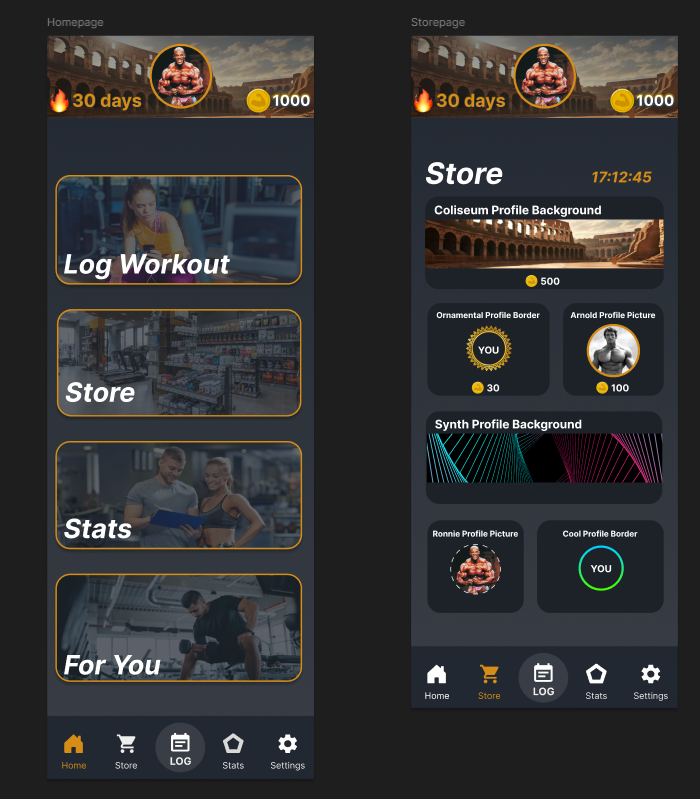 Homepage
30 days
1000
Log Workout
Store
Stats
For You
Home
Store
LOG
Stats
Settings
Storepage
30 days
1000
Store
17:12:45
Coliseum Profile Background
500
Ornamental Profile Border
YOU
30
Arnold Profile Picture
100
Synth Profile Background
Ronnie Profile Picture
Cool Profile Border
YOU
Home
Store
LOG
Stats
Settings